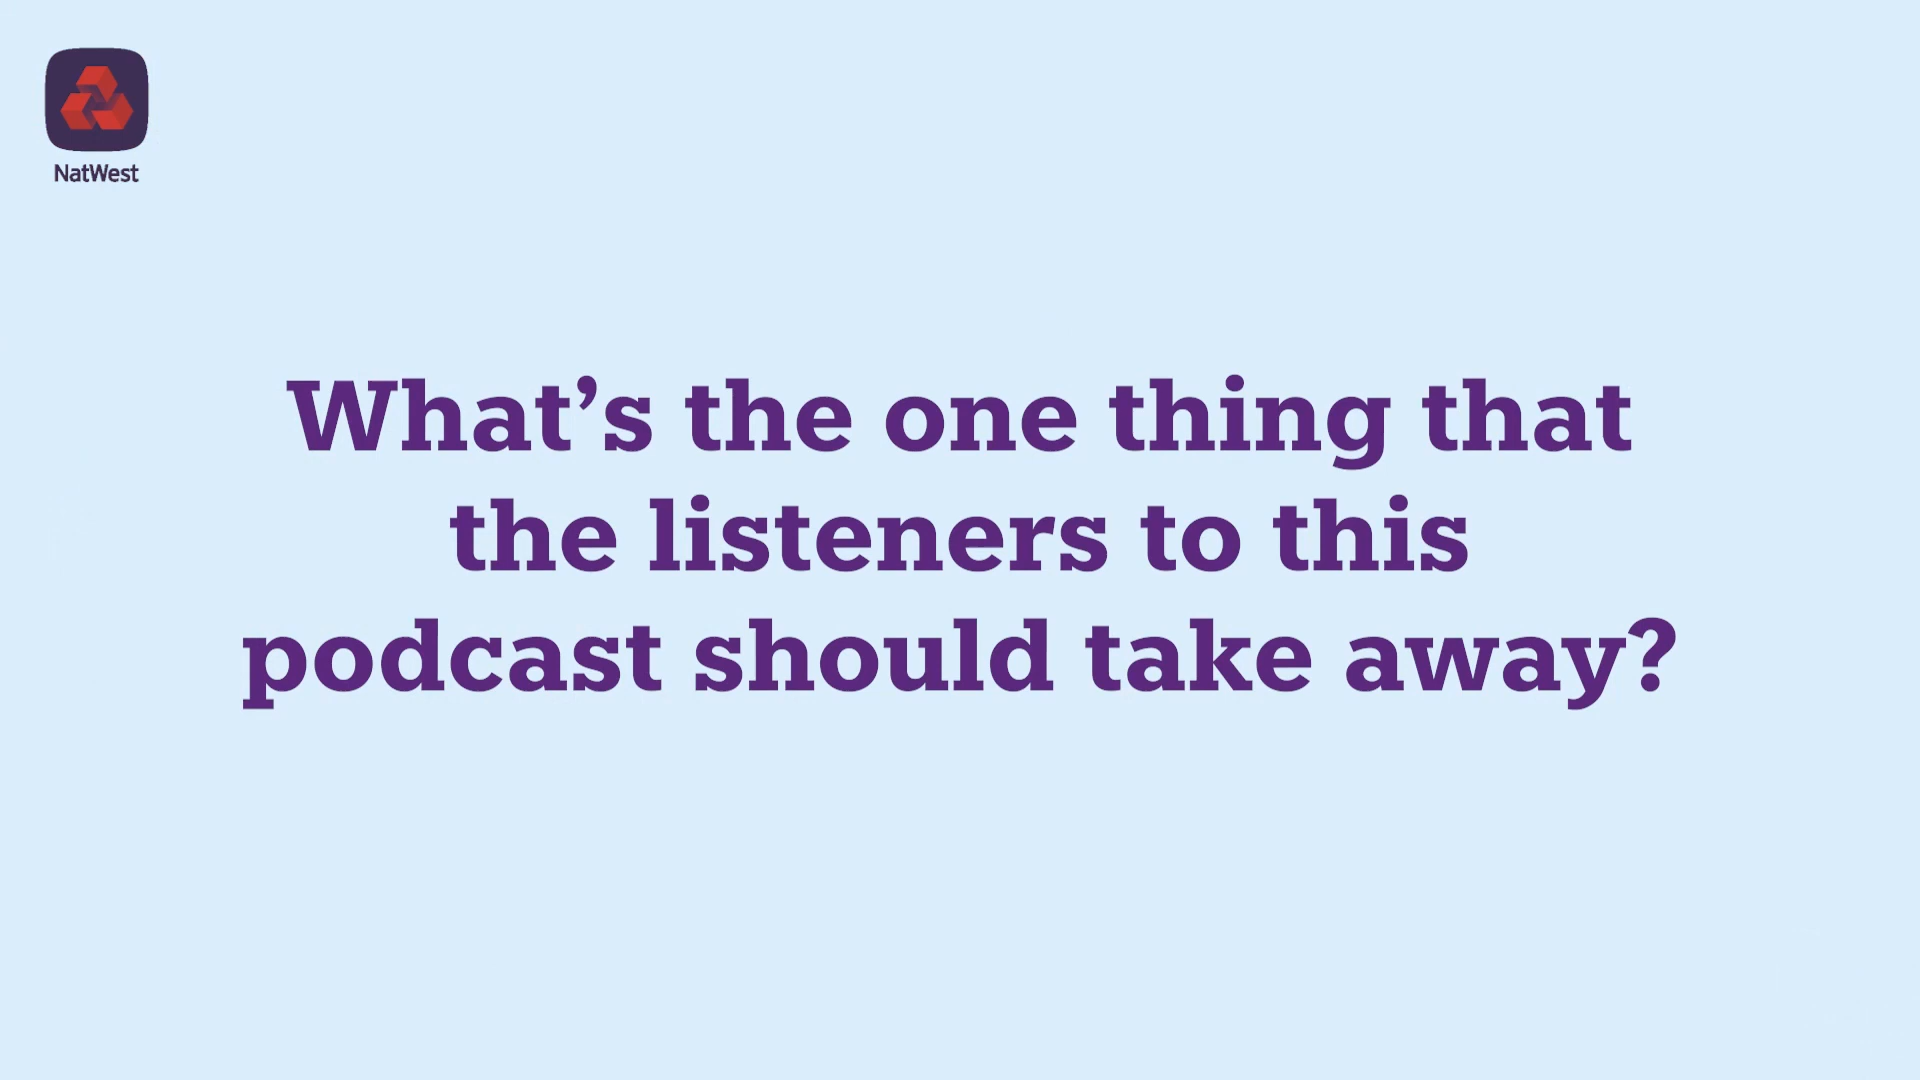 NatWest
What’s the one thing that
the listeners to this
podcast should take away?